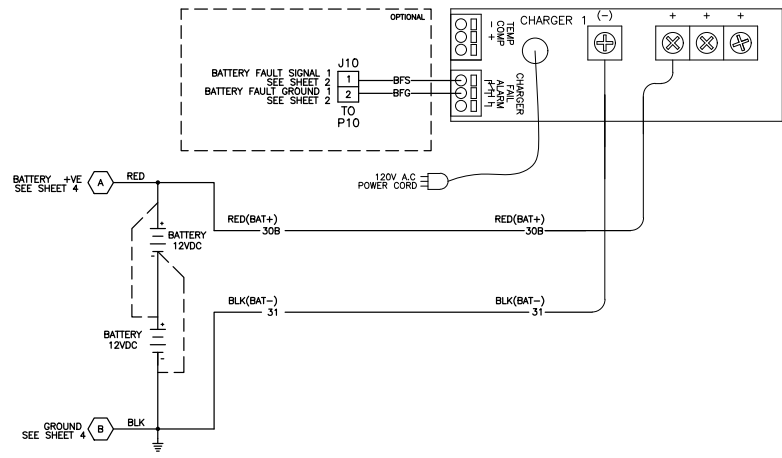 OPTIONAL
TEMP
COMP
- +
CHARGER 1
(-)
+ + +
J10
BATTERY FAULT SIGNAL 1
SEE SHEET 2
1
BFS
BATTERY FAULT GROUND 1
SEE SHEET 2
2
BFG
TO
P10
CHARGER
FAIL
ALARM
120V A.C
POWER CORD
BATTERY +VE
SEE SHEET 4
A
RED
RED(BAT+)
30B
RED(BAT+)
30B
+
BATTERY
12VDC
-
BLK(BAT-)
31
BLK(BAT-)
31
+
BATTERY
12VDC
-
GROUND
SEE SHEET 4
B
BLK